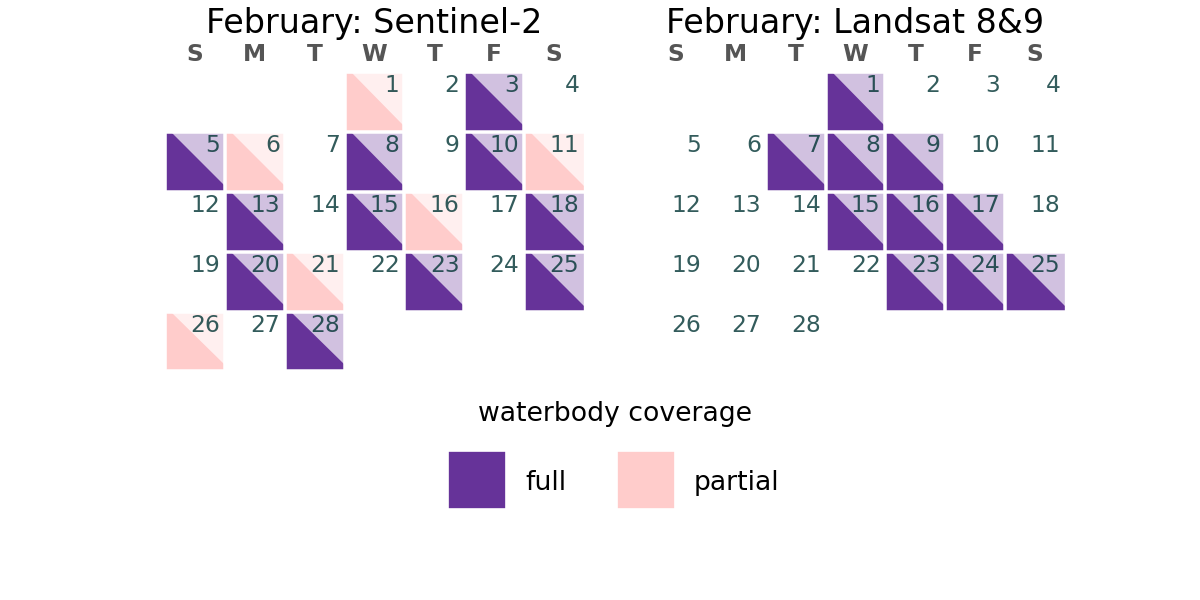 February: Sentinel-2
S M T W T F S
1 2 3 4
5 6 7 8 9 10 11
12 13 14 15 16 17 18
19 20 21 22 23 24 25
26 27 28
February: Landsat 8&9
S M T W T F S
1 2 3 4
5 6 7 8 9 10 11
12 13 14 15 16 17 18
19 20 21 22 23 24 25
26 27 28
waterbody coverage
full partial